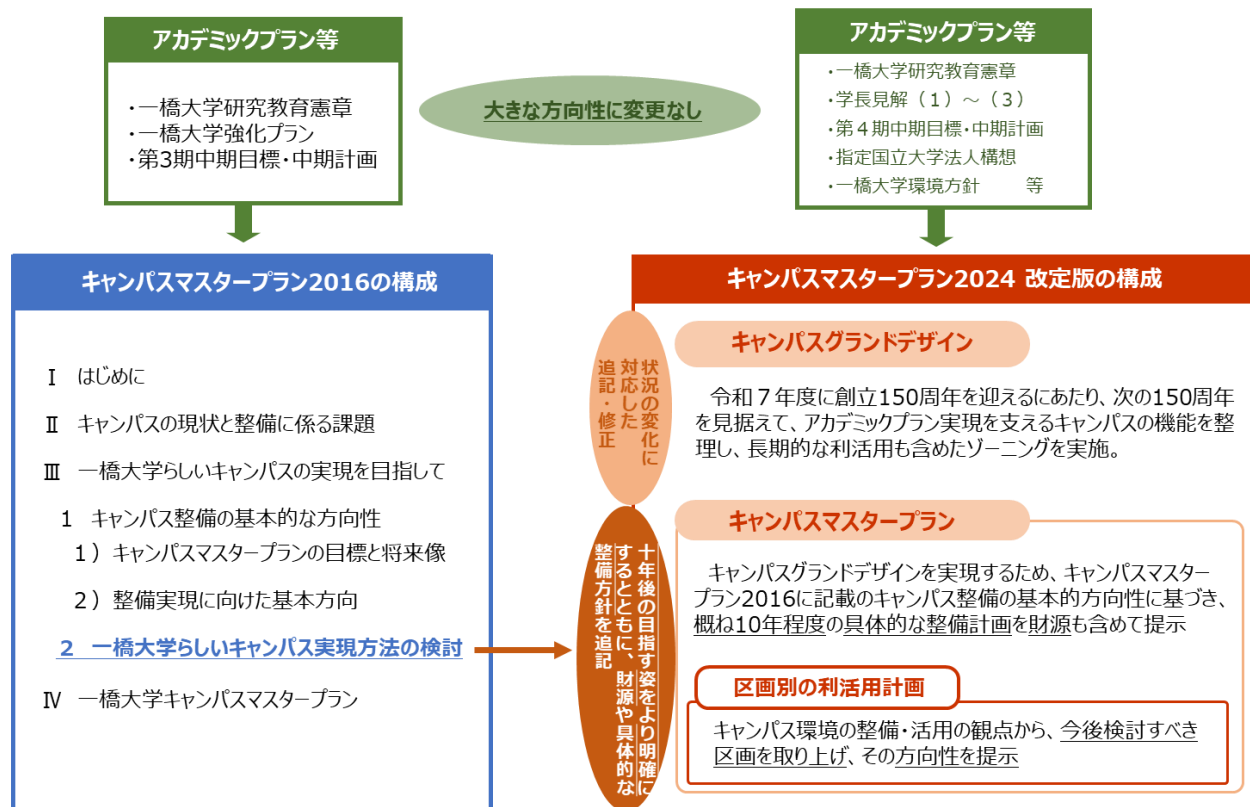 アカデミックプラン等
・一橋大学研究教育憲章
・一橋大学強化プラン
・第3期中期目標・中期計画
大きな方向性に変更なし
アカデミックプラン等
・一橋大学研究教育憲章
・学長見解（１）～（３）
・第４期中期目標・中期計画
・指定国立大学法人構想
・一橋大学環境方針　　等
キャンパスマスタープラン2016の構成
Ⅰ　はじめに
Ⅱ　キャンパスの現状と整備に係る課題
Ⅲ　一橋大学らしいキャンパスの実現を目指して
1　キャンパス整備の基本的な方向性
1）キャンパスマスタープランの目標と将来像
2）整備実現に向けた基本方向
2　一橋大学らしいキャンパス実現方法の検討
Ⅳ　一橋大学キャンパスマスタープラン
キャンパスマスタープラン2024 改定版の構成
状況の変化に
対応した
追記・修正
キャンパスグランドデザイン
令和７年度に創立150周年を迎えるにあたり、次の150周年
を見据えて、アカデミックプラン実現を支えるキャンパスの機能を整
理し、長期的な利活用も含めたゾーニングを実施。
十年後の目指す姿をより明確に
するとともに、財源や具体的な
整備方針を追記
キャンパスマスタープラン
キャンパスグランドデザインを実現するため、キャンパスマスター
プラン2016に記載のキャンパス整備の基本的方向性に基づき、
概ね10年程度の具体的な整備計画を財源も含めて提示
区画別の利活用計画
キャンパス環境の整備・活用の観点から、今後検討すべき
区画を取り上げ、その方向性を提示